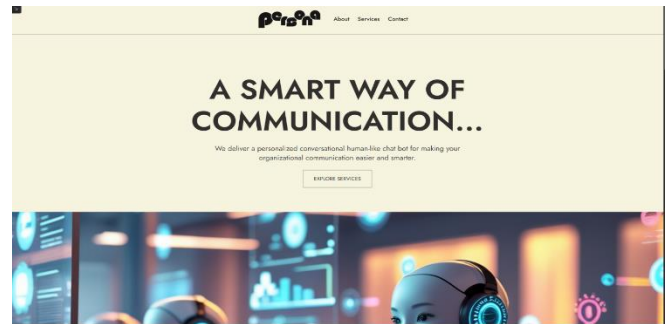 persona
About Services Contact
A SMART WAY OF
COMMUNICATION...
We deliver a personalized conversational human-like chat bot for making your
organizational communication easier and smarter.
EXPLORE SERVICES